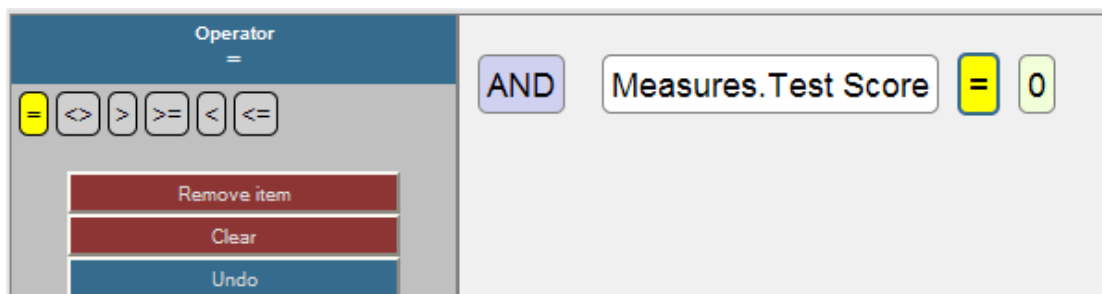 Operator
=
= <> > >= < <=
Remove item
Clear
Undo
AND Measures.Test Score = 0